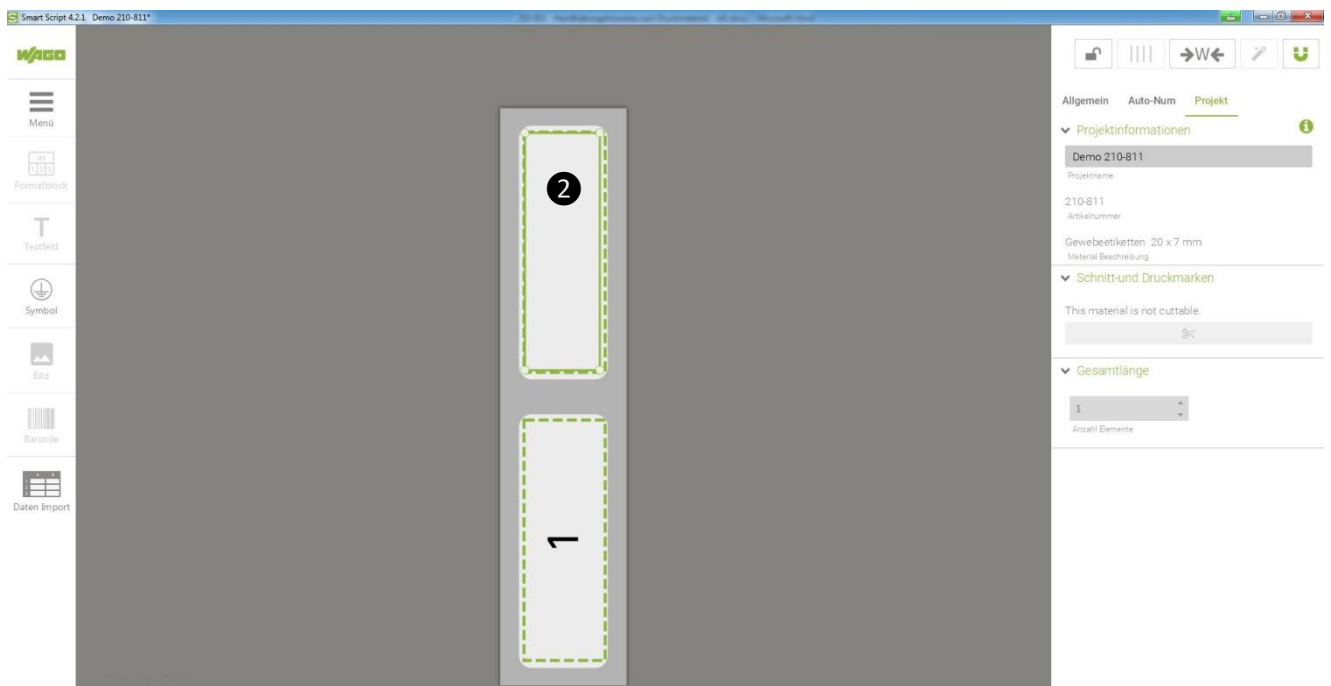 Smart Script 4.2.1 Demo 210-811*
WAGO
Menü
Formatblock
Textfeld
Symbol
Bild
Barcode
Daten Import
2
1
W
Allgemein Auto-Num Projekt
Projektinformationen
Demo 210-811
Projektname
210-811
Artikelnummer
Gewebeetiketten 20 x 7 mm
Material Beschreibung
Schnitt-und Druckmarken
This material is not cuttable.
Gesamtlänge
1
Anzahl Elemente